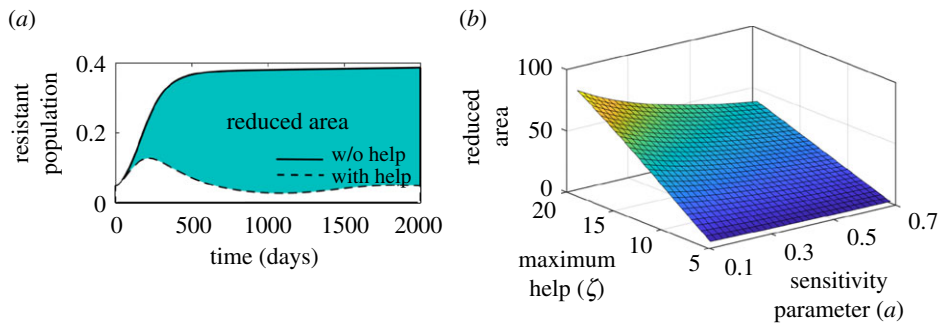 (a)
resistant
population
0.4
0.2
0
reduced area
w/o help
with help
0 500 1000 1500 2000
time (days)
(b)
reduced
area
100
50
0
20
15
10
5
maximum
help (ζ)
0.1
0.3
0.5
0.7
sensitivity
parameter (a)